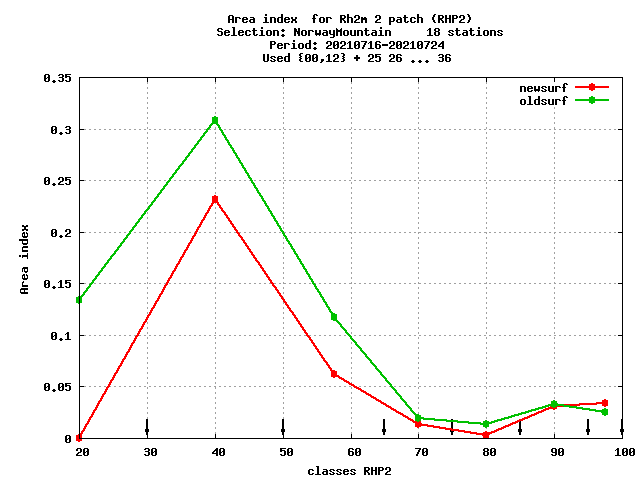 Area index  for Rh2m 2 patch (RHP2)
Selection: NorwayMountain     18 stations
Period: 20210716-20210724
Used {00,12} + 25 26 ... 36
newsurf
oldsurf
0.35
0.3
0.25
0.2
0.15
0.1
0.05
0
Area index
20 30 40 50 60 70 80 90 100
classes RHP2